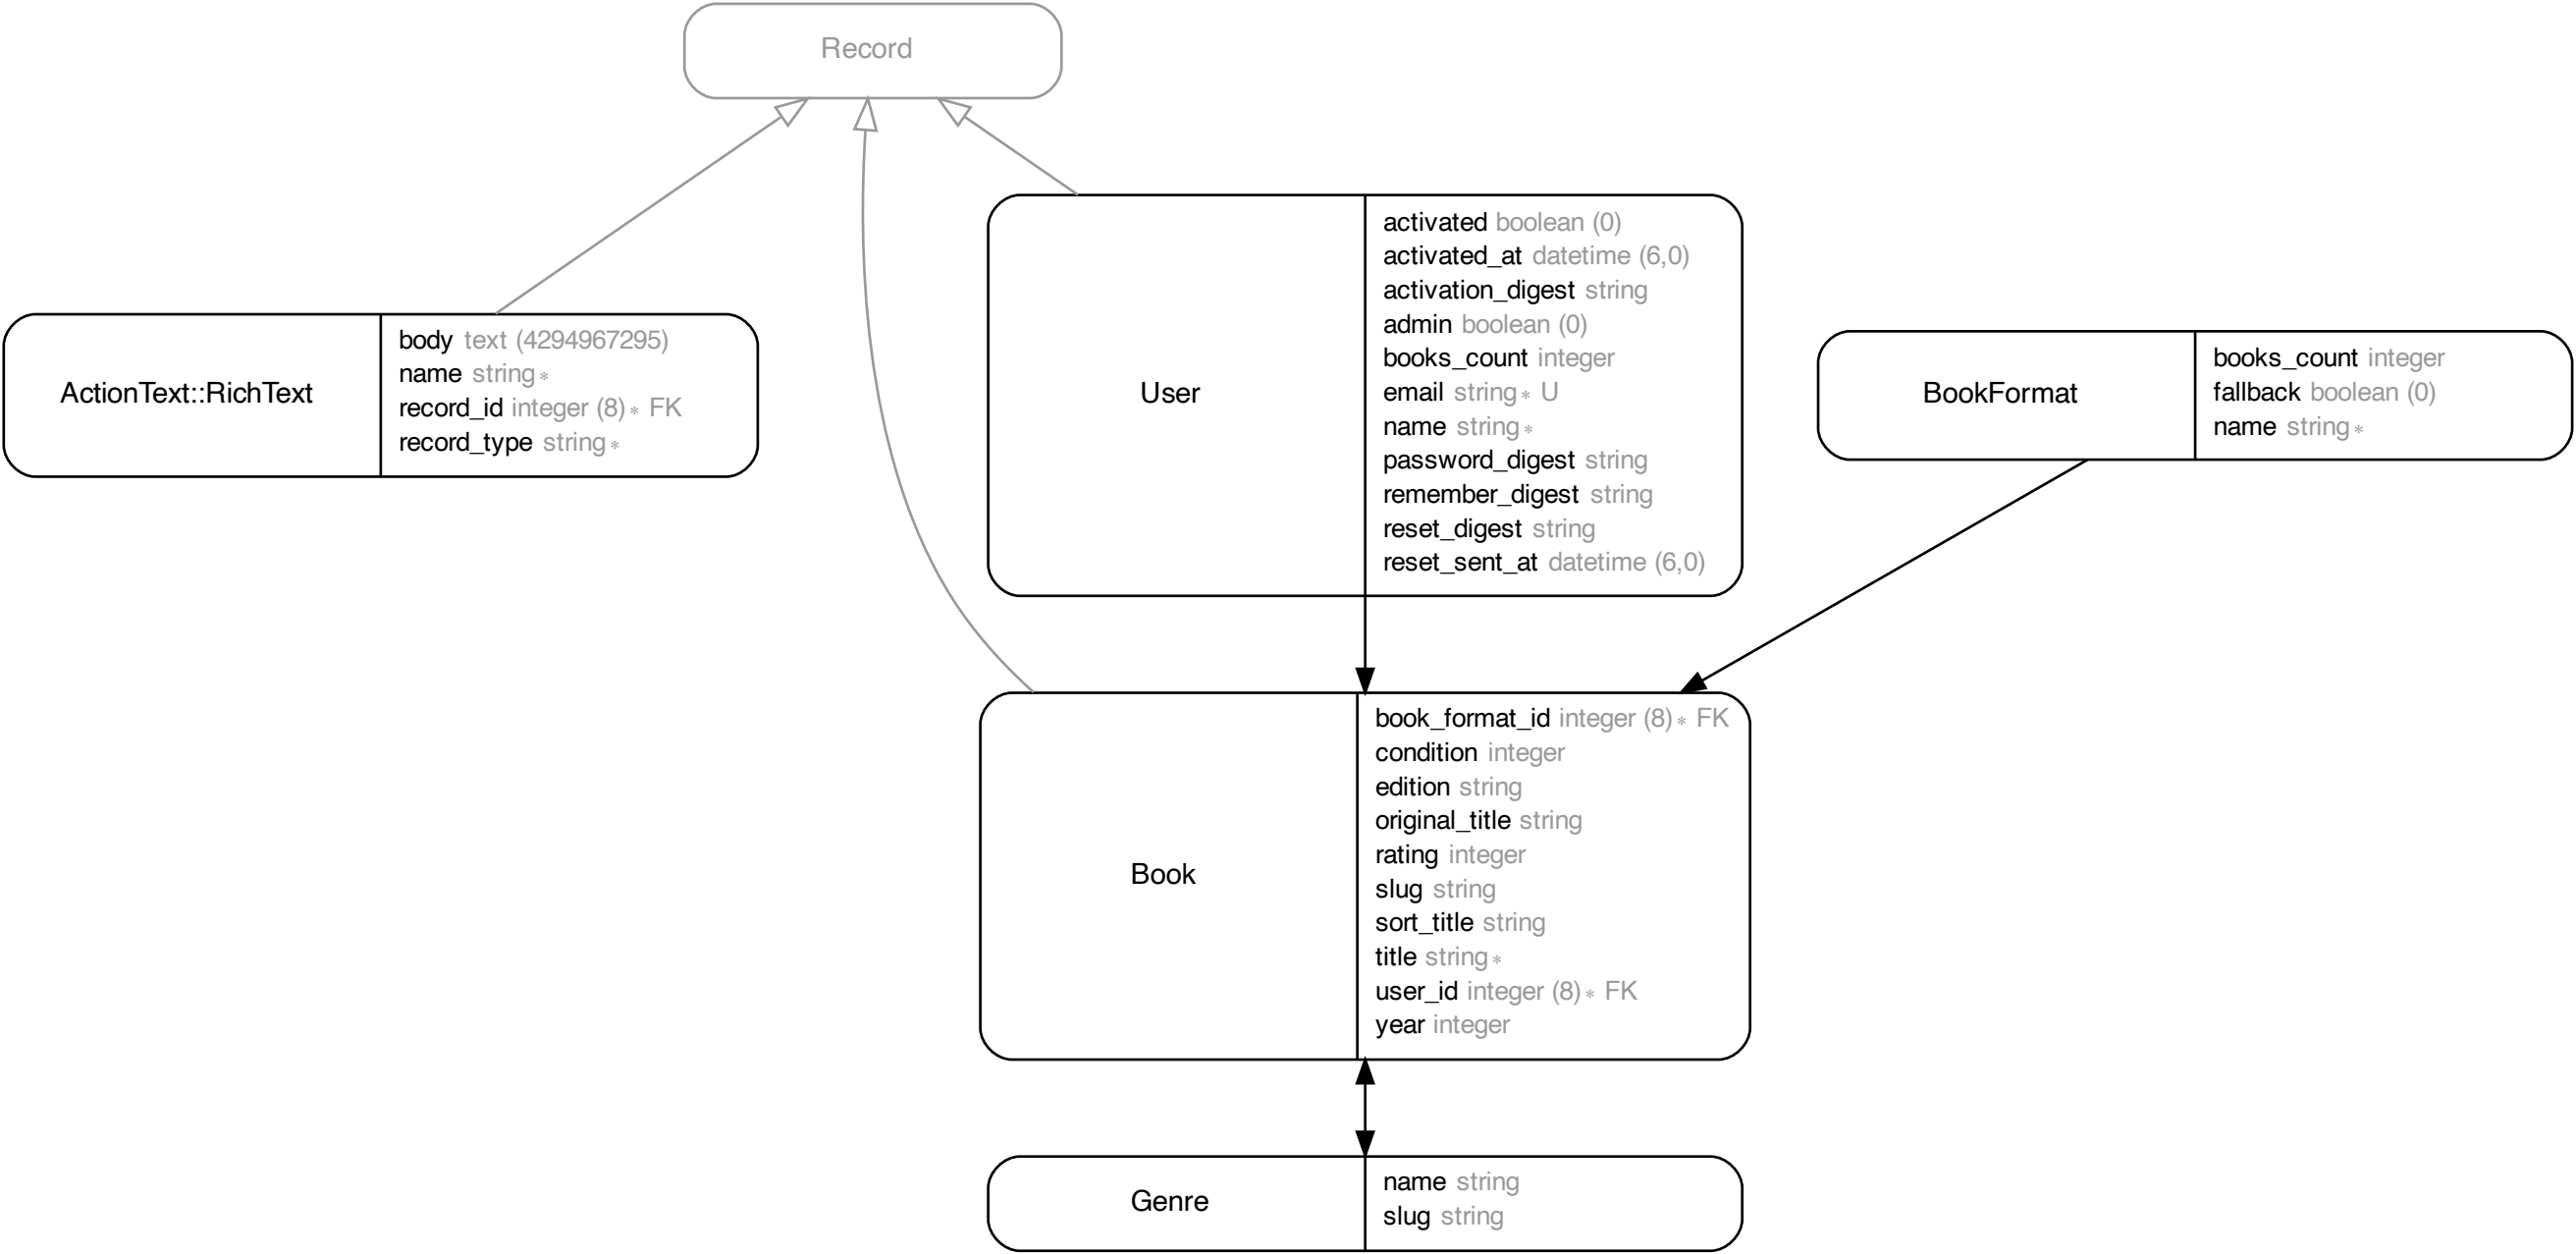 Record
ActionText::RichText
body text (4294967295)
name string∗
record_id integer (8)∗ FK
record_type string∗
User
activated boolean (0)
activated_at datetime (6,0)
activation_digest string
admin boolean (0)
books_count integer
email string∗ U
name string∗
password_digest string
remember_digest string
reset_digest string
reset_sent_at datetime (6,0)
BookFormat
books_count integer
fallback boolean (0)
name string∗
Book
book_format_id integer (8)∗ FK
condition integer
edition string
original_title string
rating integer
slug string
sort_title string
title string∗
user_id integer (8)∗ FK
year integer
Genre
name string
slug string